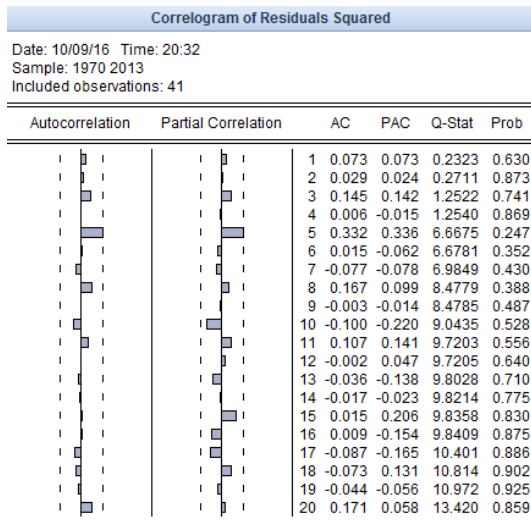 Correlogram of Residuals Squared
Date: 10/09/16 Time: 20:32
Sample: 1970 2013
Included observations: 41
Autocorrelation Partial Correlation AC PAC Q-Stat Prob
1 0.073 0.073 0.2323 0.630
2 0.029 0.024 0.2711 0.873
3 0.145 0.142 1.2522 0.741
4 0.006 -0.015 1.2540 0.869
5 0.332 0.336 6.6675 0.247
6 0.015 -0.062 6.6781 0.352
7 -0.077 -0.078 6.9849 0.430
8 0.167 0.099 8.4779 0.388
9 -0.003 -0.014 8.4785 0.487
10 -0.100 -0.220 9.0435 0.528
11 0.107 0.141 9.7203 0.556
12 -0.002 0.047 9.7205 0.640
13 -0.036 -0.138 9.8028 0.710
14 -0.017 -0.023 9.8214 0.775
15 0.015 0.206 9.8358 0.830
16 0.009 -0.154 9.8409 0.875
17 -0.087 -0.165 10.401 0.886
18 -0.073 0.131 10.814 0.902
19 -0.044 -0.056 10.972 0.925
20 0.171 0.058 13.420 0.859